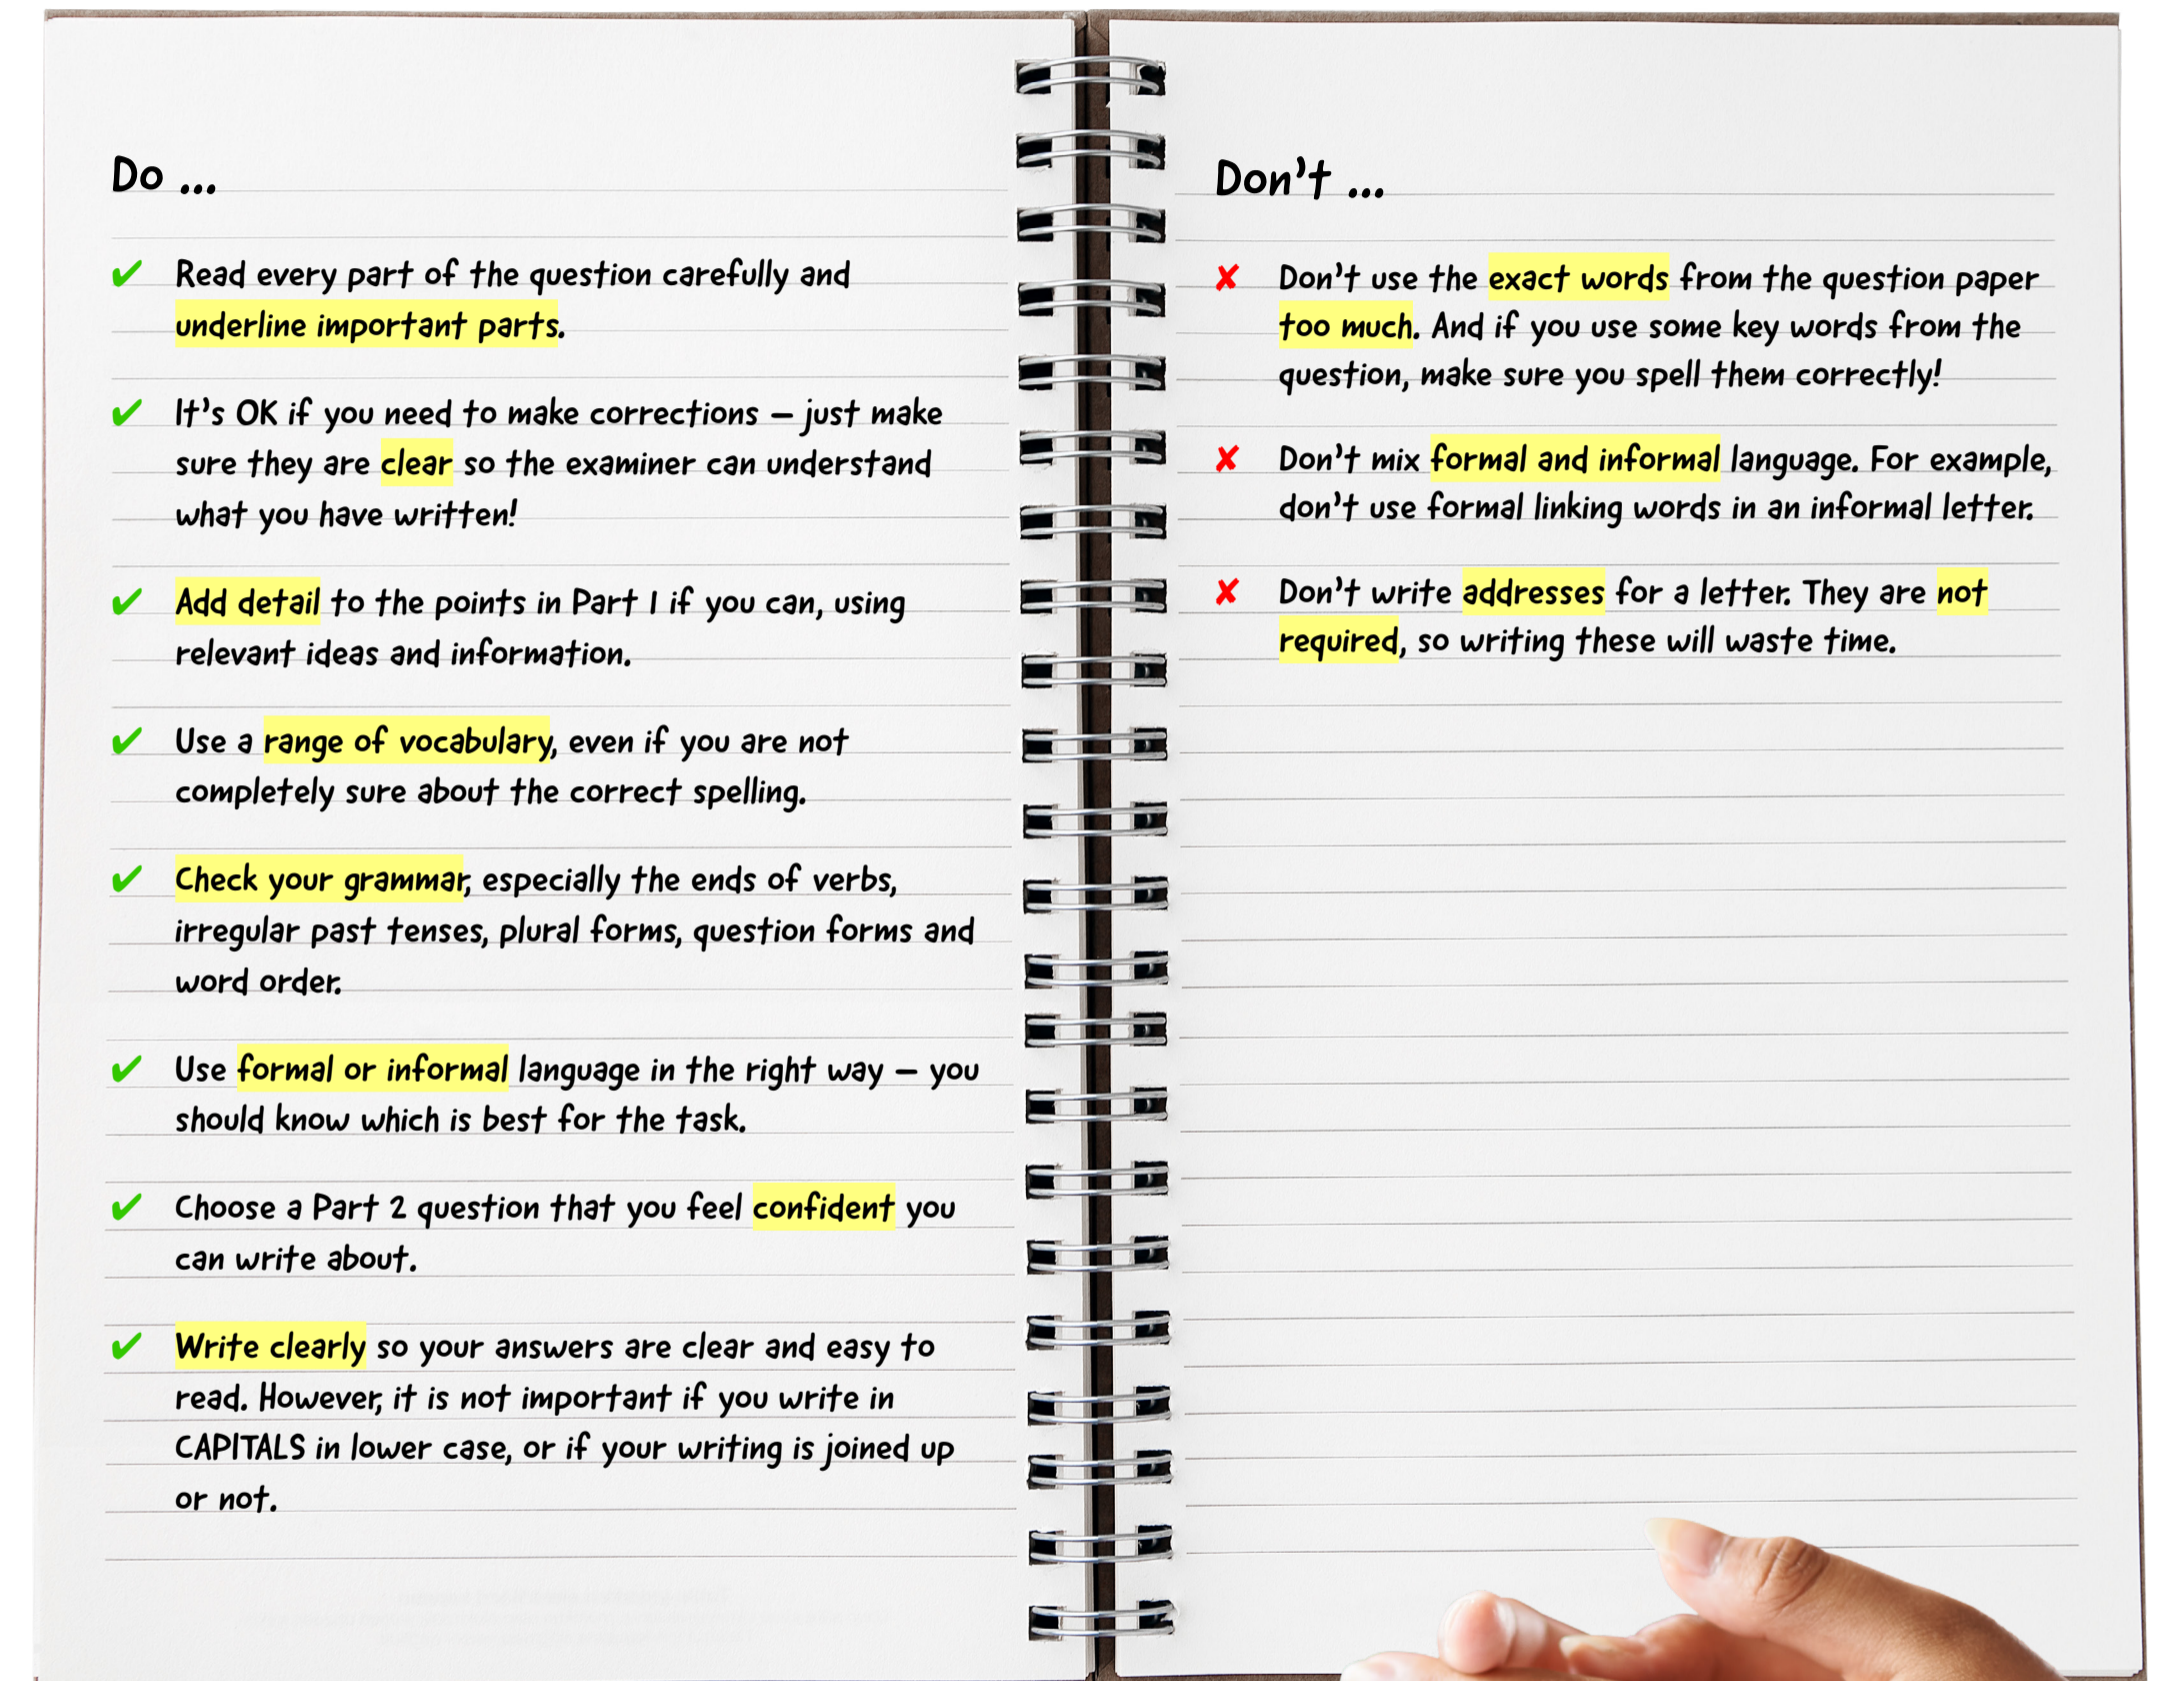 Do ...
✔ Read every part of the question carefully and
underline important parts.
✔ It's OK if you need to make corrections – just make
sure they are clear so the examiner can understand
what you have written!
✔ Add detail to the points in Part 1 if you can, using
relevant ideas and information.
✔ Use a range of vocabulary, even if you are not
completely sure about the correct spelling.
✔ Check your grammar, especially the ends of verbs,
irregular past tenses, plural forms, question forms and
word order.
✔ Use formal or informal language in the right way – you
should know which is best for the task.
✔ Choose a Part 2 question that you feel confident you
can write about.
✔ Write clearly so your answers are clear and easy to
read. However, it is not important if you write in
CAPITALS in lower case, or if your writing is joined up
or not.
Don't ...
✘ Don't use the exact words from the question paper
too much. And if you use some key words from the
question, make sure you spell them correctly!
✘ Don't mix formal and informal language. For example,
don't use formal linking words in an informal letter.
✘ Don't write addresses for a letter. They are not
required, so writing these will waste time.